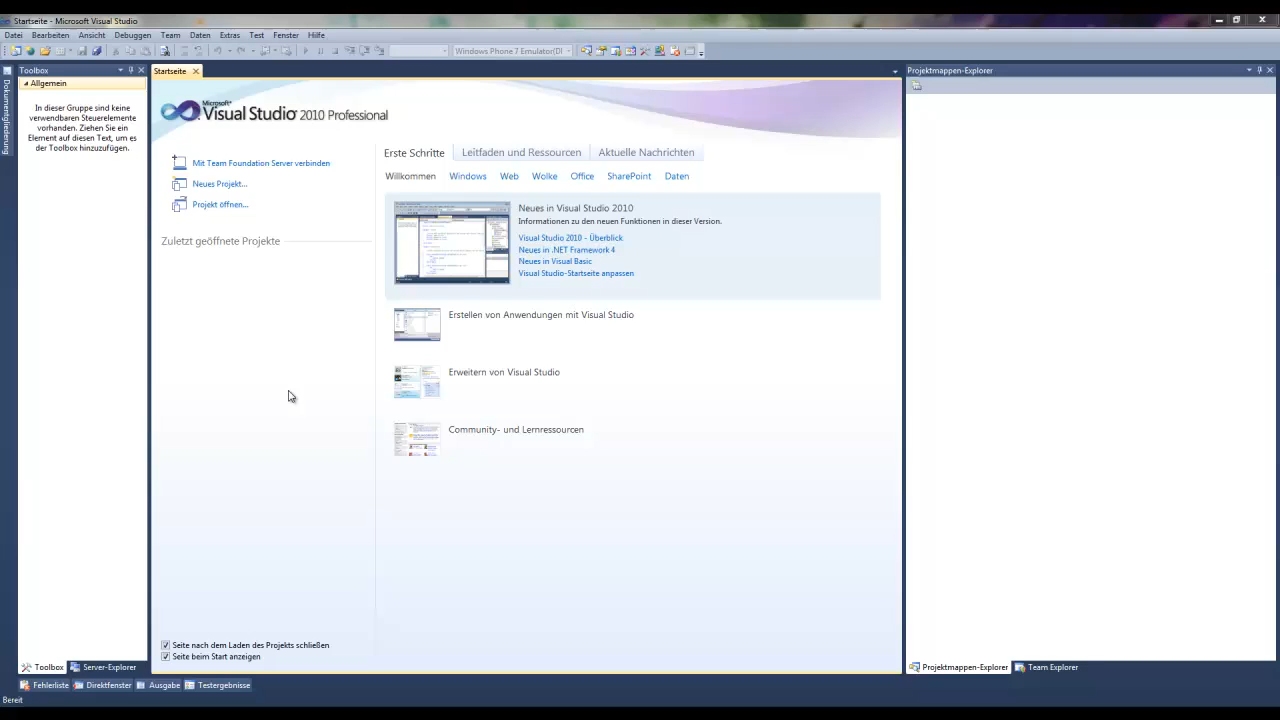 Startseite - Microsoft Visual Studio
Datei Bearbeiten Ansicht Debuggen Team Daten Extras Test Fenster Hilfe
Windows Phone 7 Emulator(DI
Dokumentgliederung
Toolbox
Allgemein
In dieser Gruppe sind keine
verwendbaren Steuerelemente
vorhanden. Ziehen Sie ein
Element auf diesen Text, um es
der Toolbox hinzuzufügen.
Toolbox Server-Explorer
Startseite
Microsoft®
Visual Studio® 2010 Professional
Mit Team Foundation Server verbinden
Neues Projekt...
Projekt öffnen...
Zuletzt geöffnete Projekte
Seite nach dem Laden des Projekts schließen
Seite beim Start anzeigen
Erste Schritte Leitfaden und Ressourcen Aktuelle Nachrichten
Willkommen Windows Web Wolke Office SharePoint Daten
Neues in Visual Studio 2010
Informationen zu den neuen Funktionen in dieser Version.
Visual Studio 2010 - Überblick
Neues in .NET Framework 4
Neues in Visual Basic
Visual Studio-Startseite anpassen
Erstellen von Anwendungen mit Visual Studio
Erweitern von Visual Studio
Community- und Lernressourcen
Projektmappen-Explorer
Projektmappen-Explorer Team Explorer
Fehlerliste Direktfenster Ausgabe Testergebnisse
Bereit